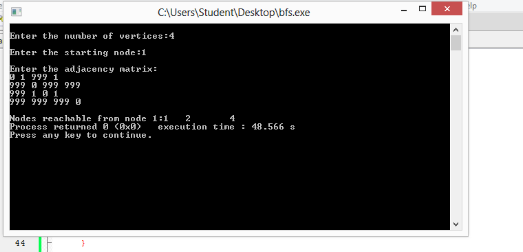 C:\Users\Student\Desktop\bfs.exe
Enter the number of vertices:4
Enter the starting node:1
Enter the adjacency matrix:
0 1 999 1
999 0 999 999
999 1 0 1
999 999 999 0
Nodes reachable from node 1:1 2 4
Process returned 0 (0x0) execution time : 48.566 s
Press any key to continue.
44 }